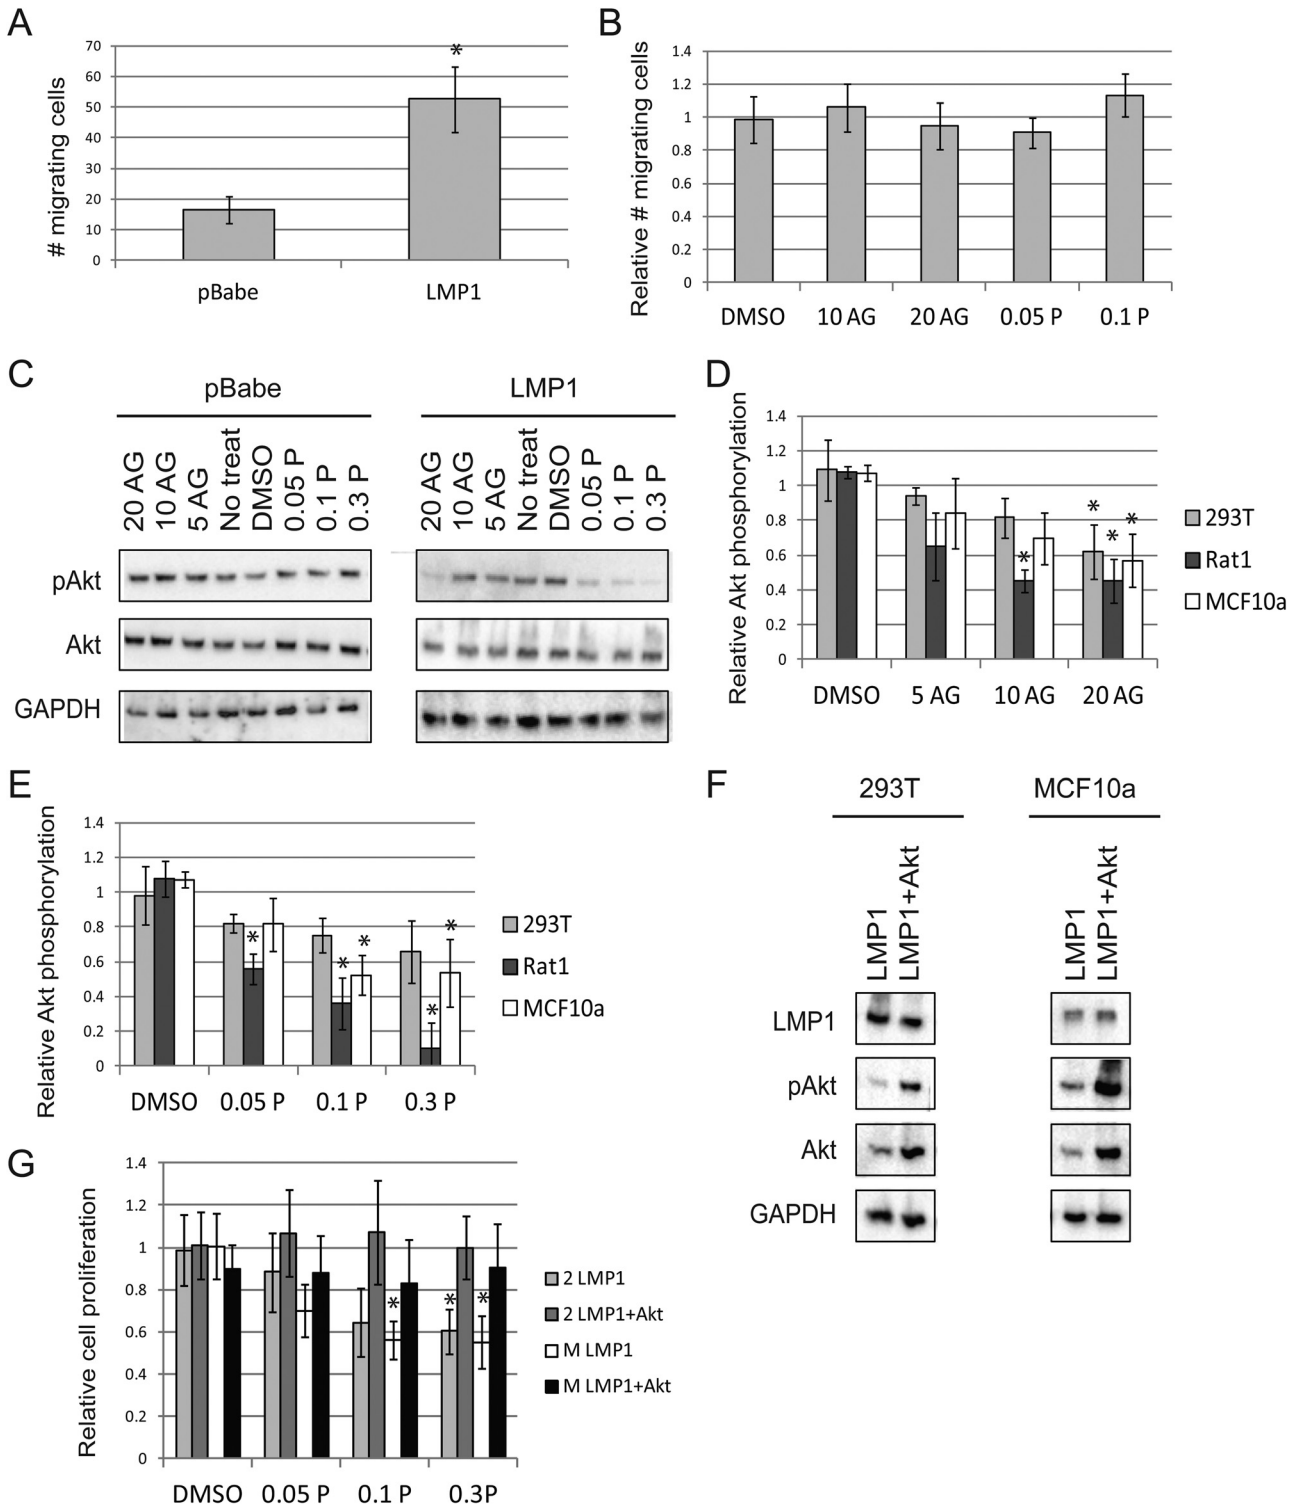 A
# migrating cells
70
60
50
40
30
20
10
0
*
pBabe
LMP1
B
Relative # migrating cells
1.4
1.2
1
0.8
0.6
0.4
0.2
0
DMSO
10 AG
20 AG
0.05 P
0.1 P
C
pBabe
LMP1
20 AG
10 AG
5 AG
No treat
DMSO
0.05 P
0.1 P
0.3 P
20 AG
10 AG
5 AG
No treat
DMSO
0.05 P
0.1 P
0.3 P
pAkt
Akt
GAPDH
D
Relative Akt phosphorylation
1.4
1.2
1
0.8
0.6
0.4
0.2
0
*
*
*
*
DMSO
5 AG
10 AG
20 AG
293T
Rat1
MCF10a
E
Relative Akt phosphorylation
1.4
1.2
1
0.8
0.6
0.4
0.2
0
*
*
*
*
*
DMSO
0.05 P
0.1 P
0.3 P
293T
Rat1
MCF10a
F
293T
MCF10a
LMP1
LMP1+Akt
LMP1
LMP1+Akt
LMP1
pAkt
Akt
GAPDH
G
Relative cell proliferation
1.4
1.2
1
0.8
0.6
0.4
0.2
0
*
*
*
DMSO
0.05 P
0.1 P
0.3P
2 LMP1
2 LMP1+Akt
M LMP1
M LMP1+Akt